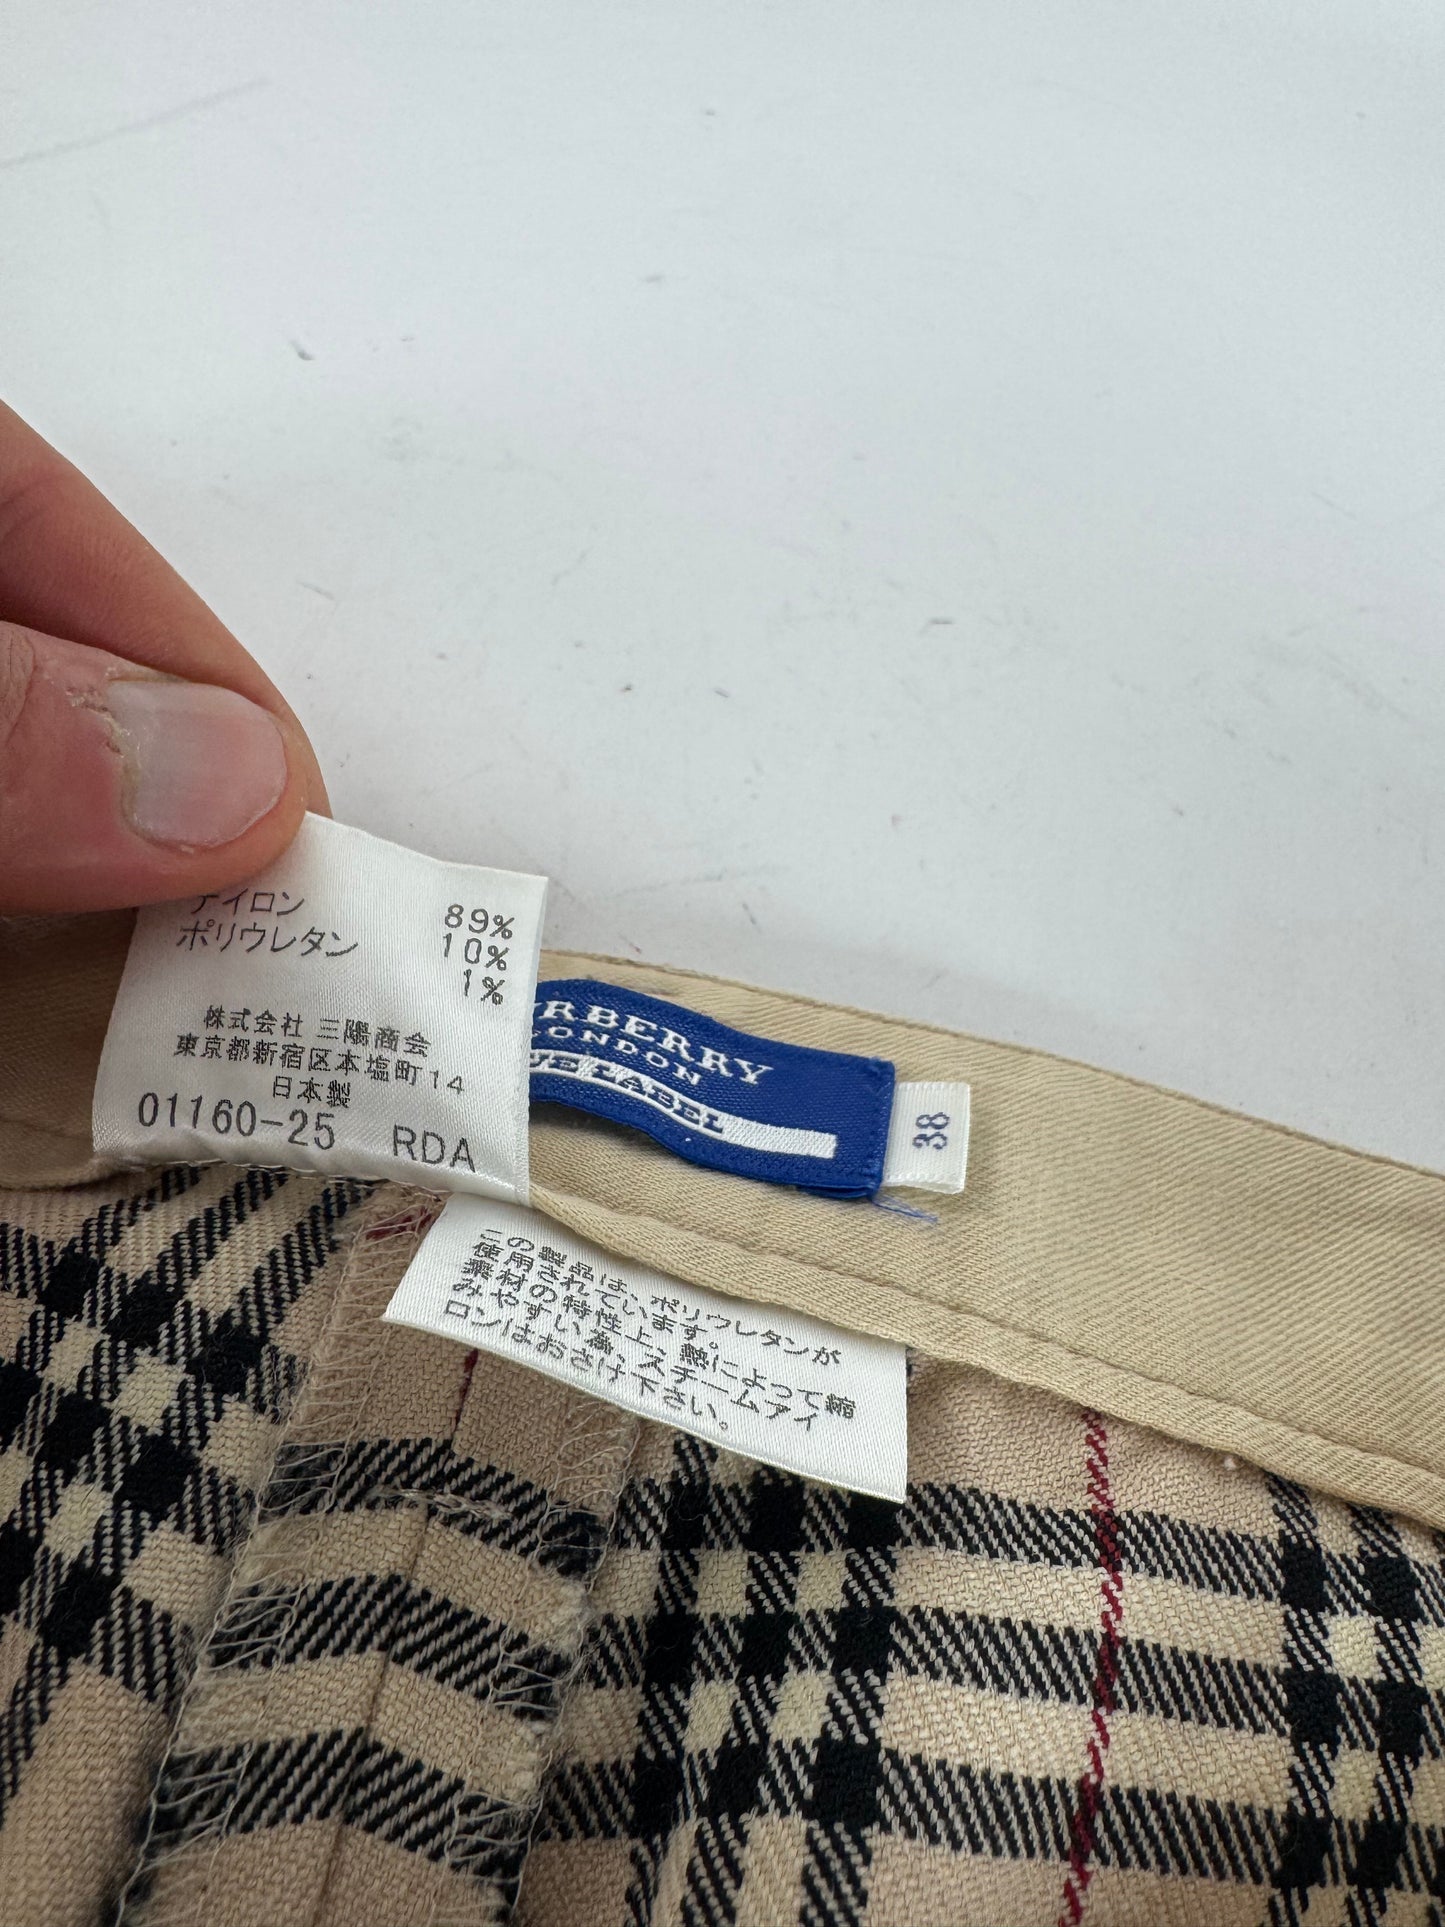 ナイロン 89%
ポリウレタン 10%
1%
株式会社 三陽商会
東京都新宿区本塩町14
日本製
01160-25 RDA
URBERRY
LONDON
UE LABEL
38
この製品は、ポリウレタンが
使用されています。
素材の特性上、熱によって縮
みやすい為、スチームアイ
ロンはおさけ下さい。